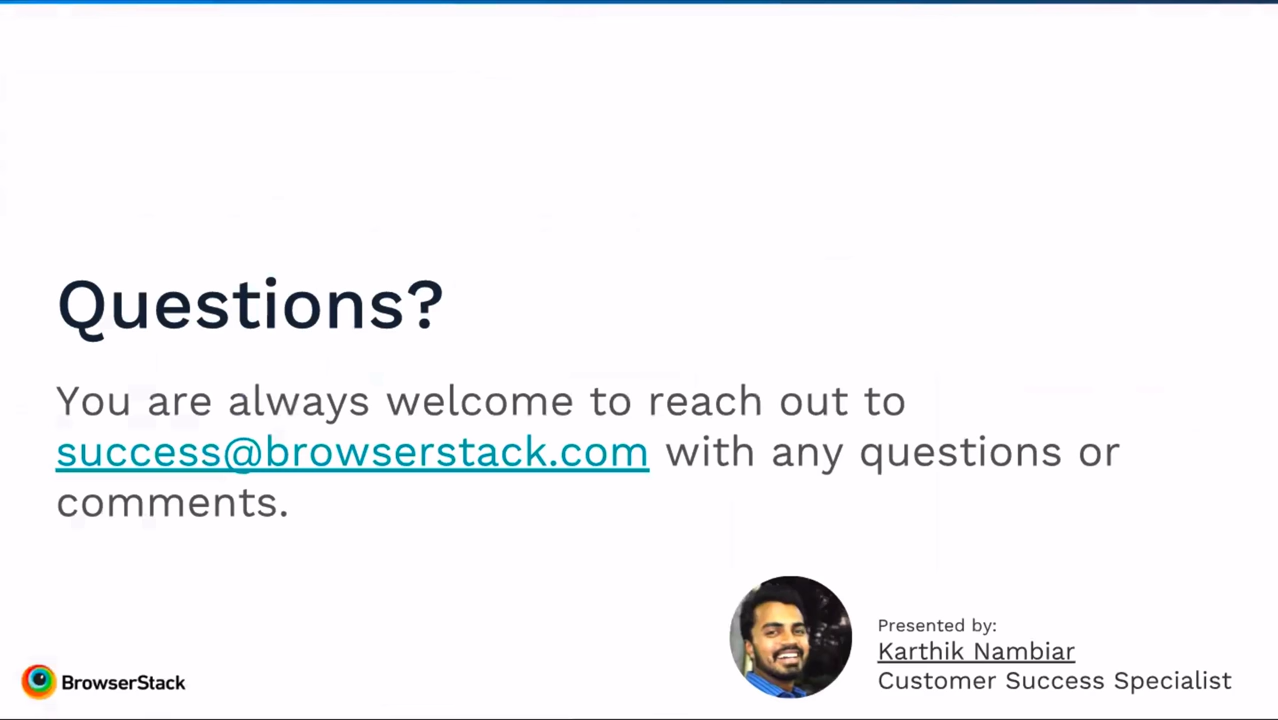 Questions?
You are always welcome to reach out to
success@browserstack.com with any questions or
comments.
Presented by:
Karthik Nambiar
Customer Success Specialist
BrowserStack